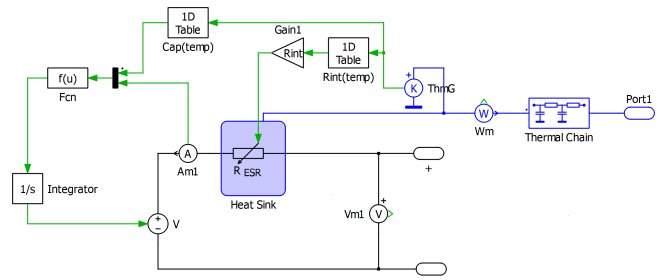 1D
Table
Cap(temp)
Gain1
Rint
1D
Table
Rint(temp)
f(u)
Fcn
K
ThmG
Port1
W
Wm
Thermal Chain
A
Am1
R ESR
Heat Sink
+
1/s
Integrator
+
V
Vm1
+
V